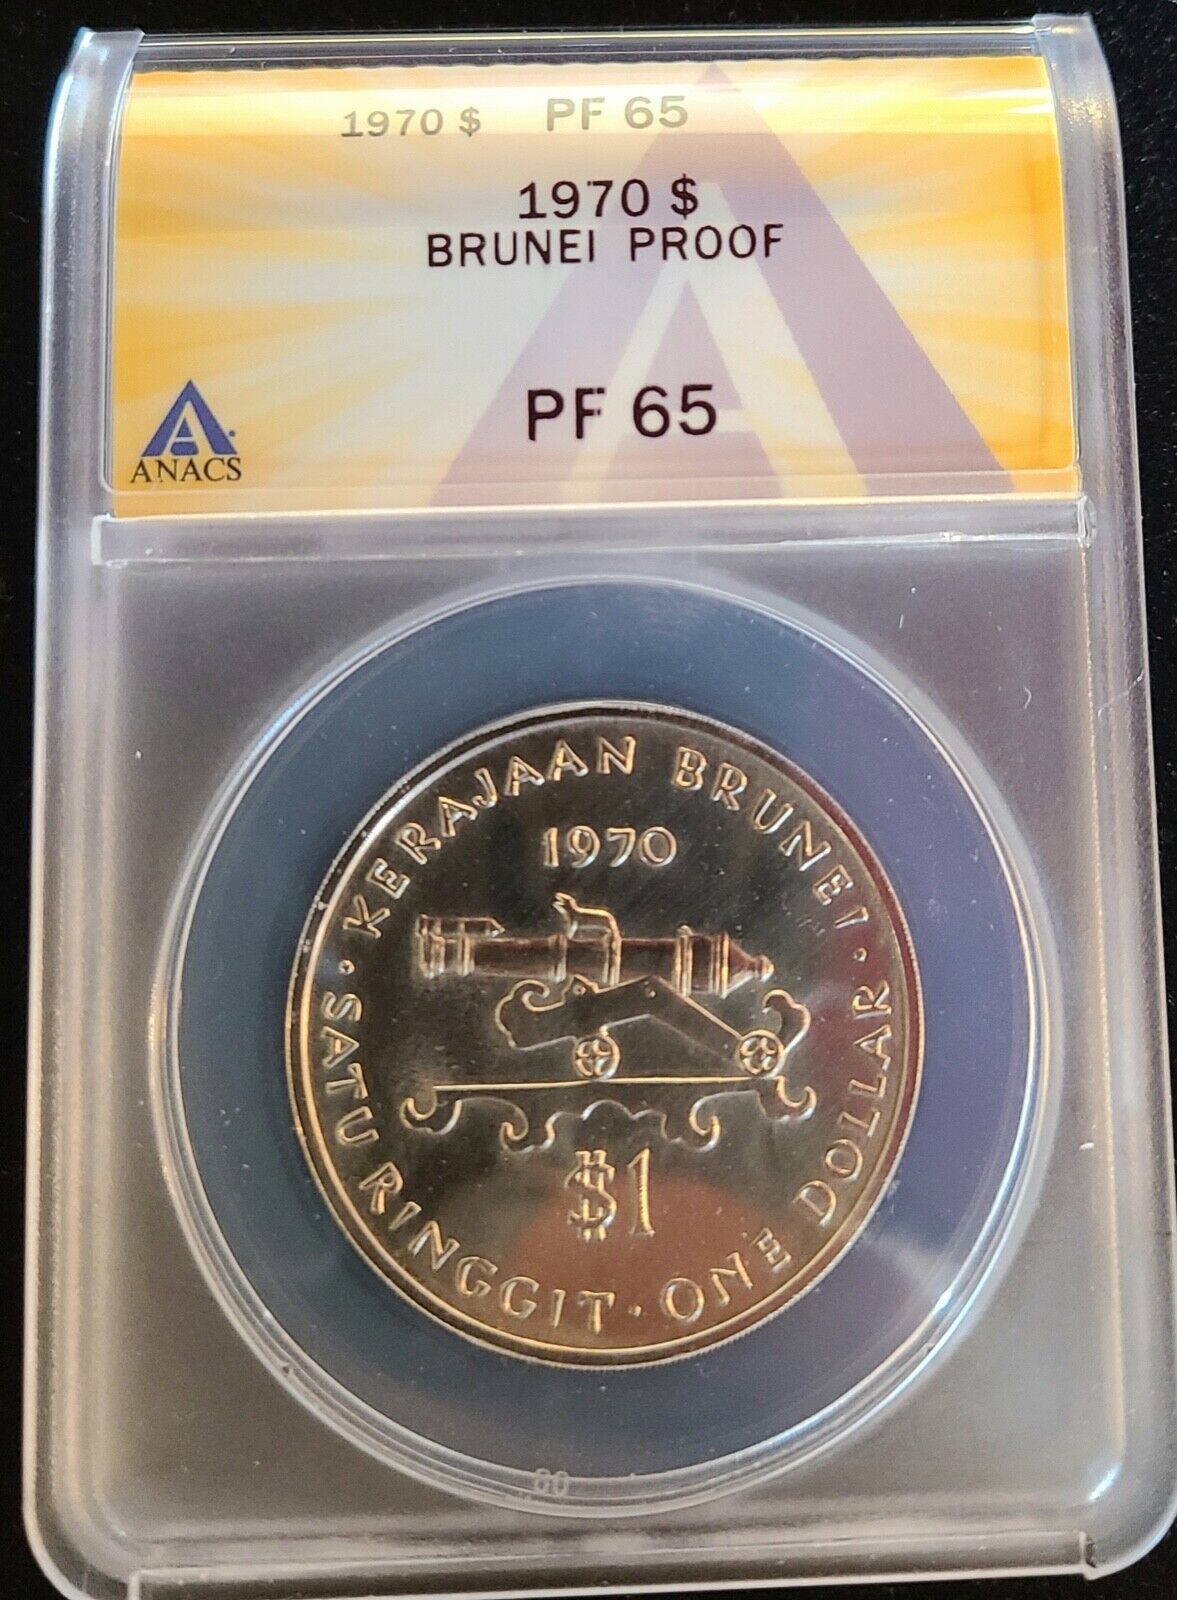 1970 $ PF 65
1970 $
BRUNEI PROOF
PF 65
ANACS
· KERAJAAN BRUNEI ·
1970
$1
SATU RINGGIT · ONE DOLLAR